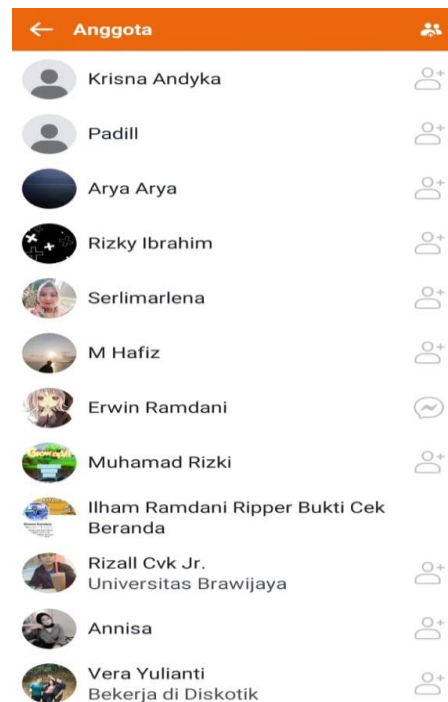 Anggota
Krisna Andyka
Padill
Arya Arya
Rizky Ibrahim
Serlimarlena
M Hafiz
Erwin Ramdani
Muhamad Rizki
Ilham Ramdani Ripper Bukti Cek
Beranda
Rizall Cvk Jr.
Universitas Brawijaya
Annisa
Vera Yulianti
Bekerja di Diskotik